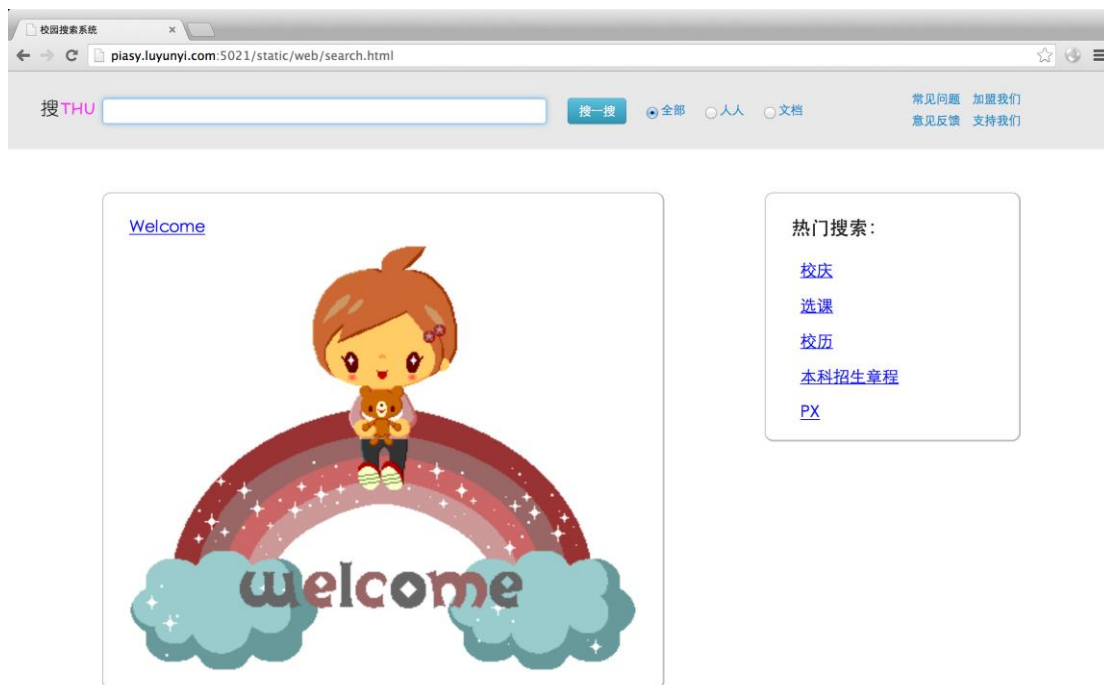 校园搜索系统
piasy.luyunyi.com:5021/static/web/search.html
搜THU 搜一搜 全部 人人 文档
常见问题 加盟我们
意见反馈 支持我们
Welcome
welcome
热门搜索:
校庆
选课
校历
本科招生章程
PX